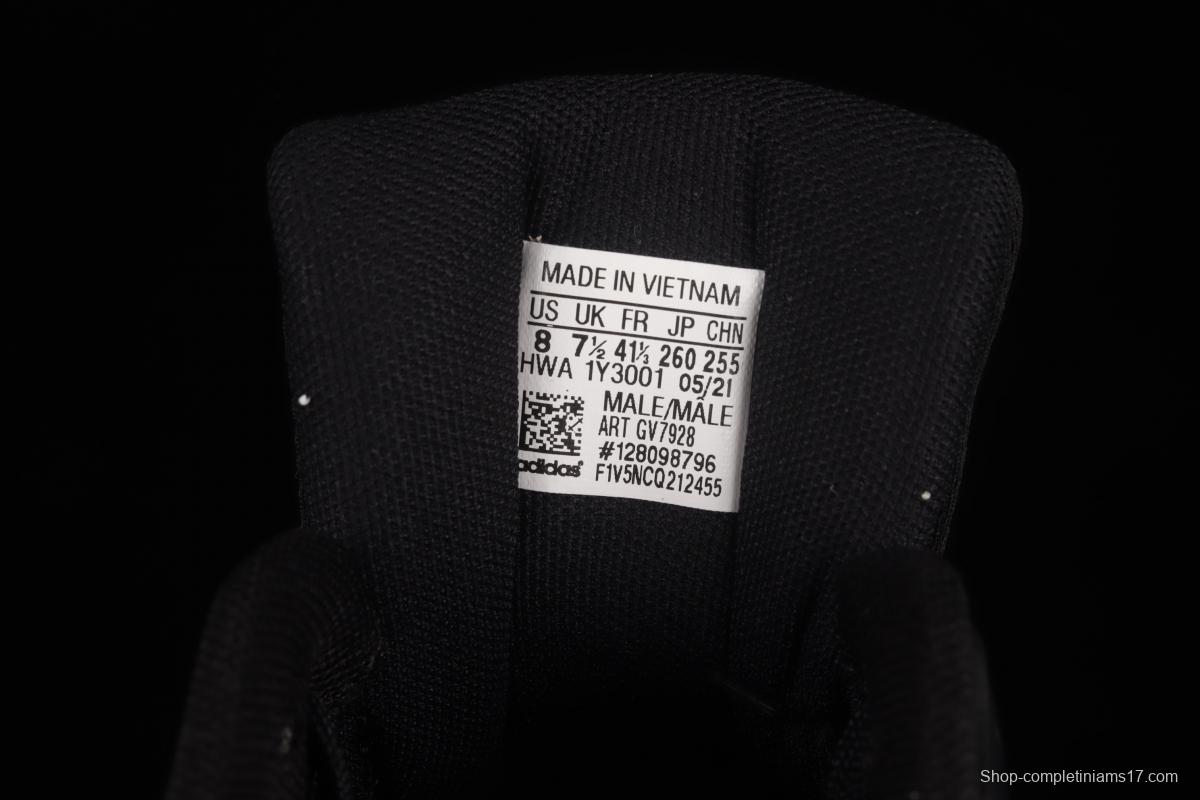 MADE IN VIETNAM
US UK FR JP CHN
8 7½ 41⅓ 260 255
HWA 1Y3001 05/21
MALE/MÂLE
ART GV7928
#128098796
adidas®
F1V5NCQ212455
Shop-completiniams17.com